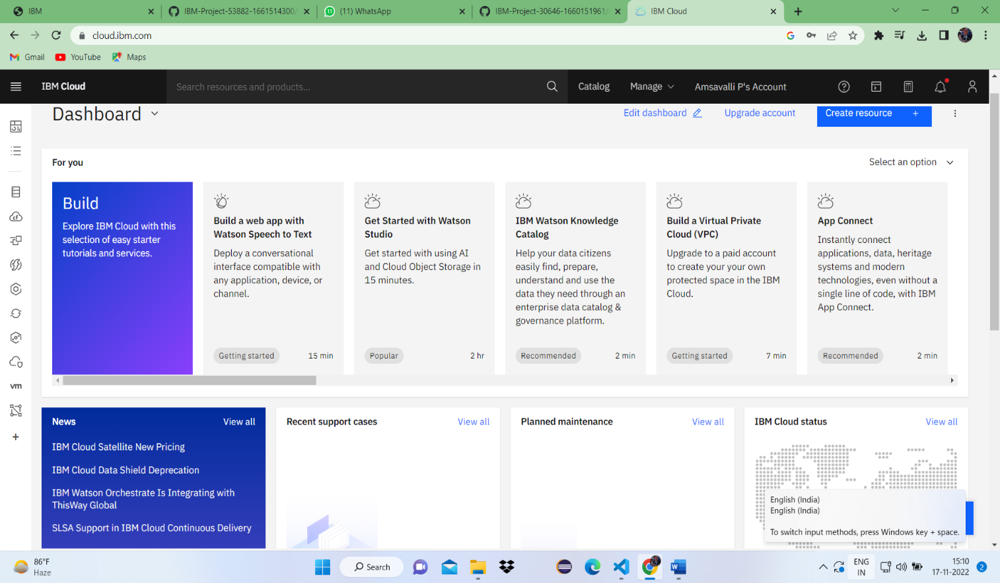 IBM
IBM-Project-53882-1661514300/
(11) WhatsApp
IBM-Project-30646-1660151961/
IBM Cloud
cloud.ibm.com
Gmail
YouTube
Maps
IBM Cloud
Search resources and products...
Catalog
Manage
Amsavalli P's Account
Dashboard
Edit dashboard
Upgrade account
Create resource +
For you
Select an option
Build
Explore IBM Cloud with this
selection of easy starter
tutorials and services.
Build a web app with
Watson Speech to Text
Deploy a conversational
interface compatible with
any application, device, or
channel.
Getting started
15 min
Get Started with Watson
Studio
Get started with using AI
and Cloud Object Storage in
15 minutes.
Popular
2 hr
IBM Watson Knowledge
Catalog
Help your data citizens
easily find, prepare,
understand and use the
data they need through an
enterprise data catalog &
governance platform.
Recommended
2 min
Build a Virtual Private
Cloud (VPC)
Upgrade to a paid account
to create your your own
protected space in the IBM
Cloud.
Getting started
7 min
App Connect
Instantly connect
applications, data, heritage
systems and modern
technologies, even without a
single line of code, with IBM
App Connect.
Recommended
2 min
vm
News
View all
IBM Cloud Satellite New Pricing
IBM Cloud Data Shield Deprecation
IBM Watson Orchestrate Is Integrating with
ThisWay Global
SLSA Support in IBM Cloud Continuous Delivery
Recent support cases
View all
Planned maintenance
View all
IBM Cloud status
View all
English (India)
English (India)
To switch input methods, press Windows key + space.
86°F
Haze
Search
ENG
IN
15:10
17-11-2022
2